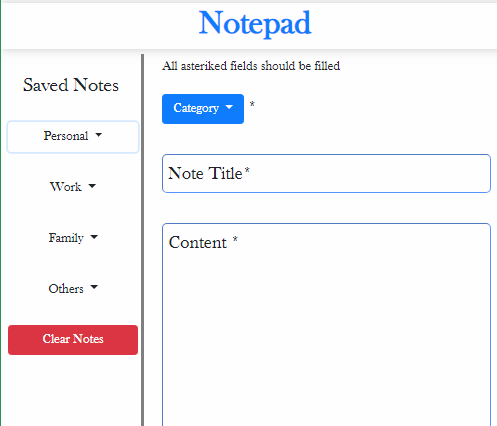 Notepad
Saved Notes
Personal
Work
Family
Others
Clear Notes
All asteriked fields should be filled
Category *
Note Title*
Content *